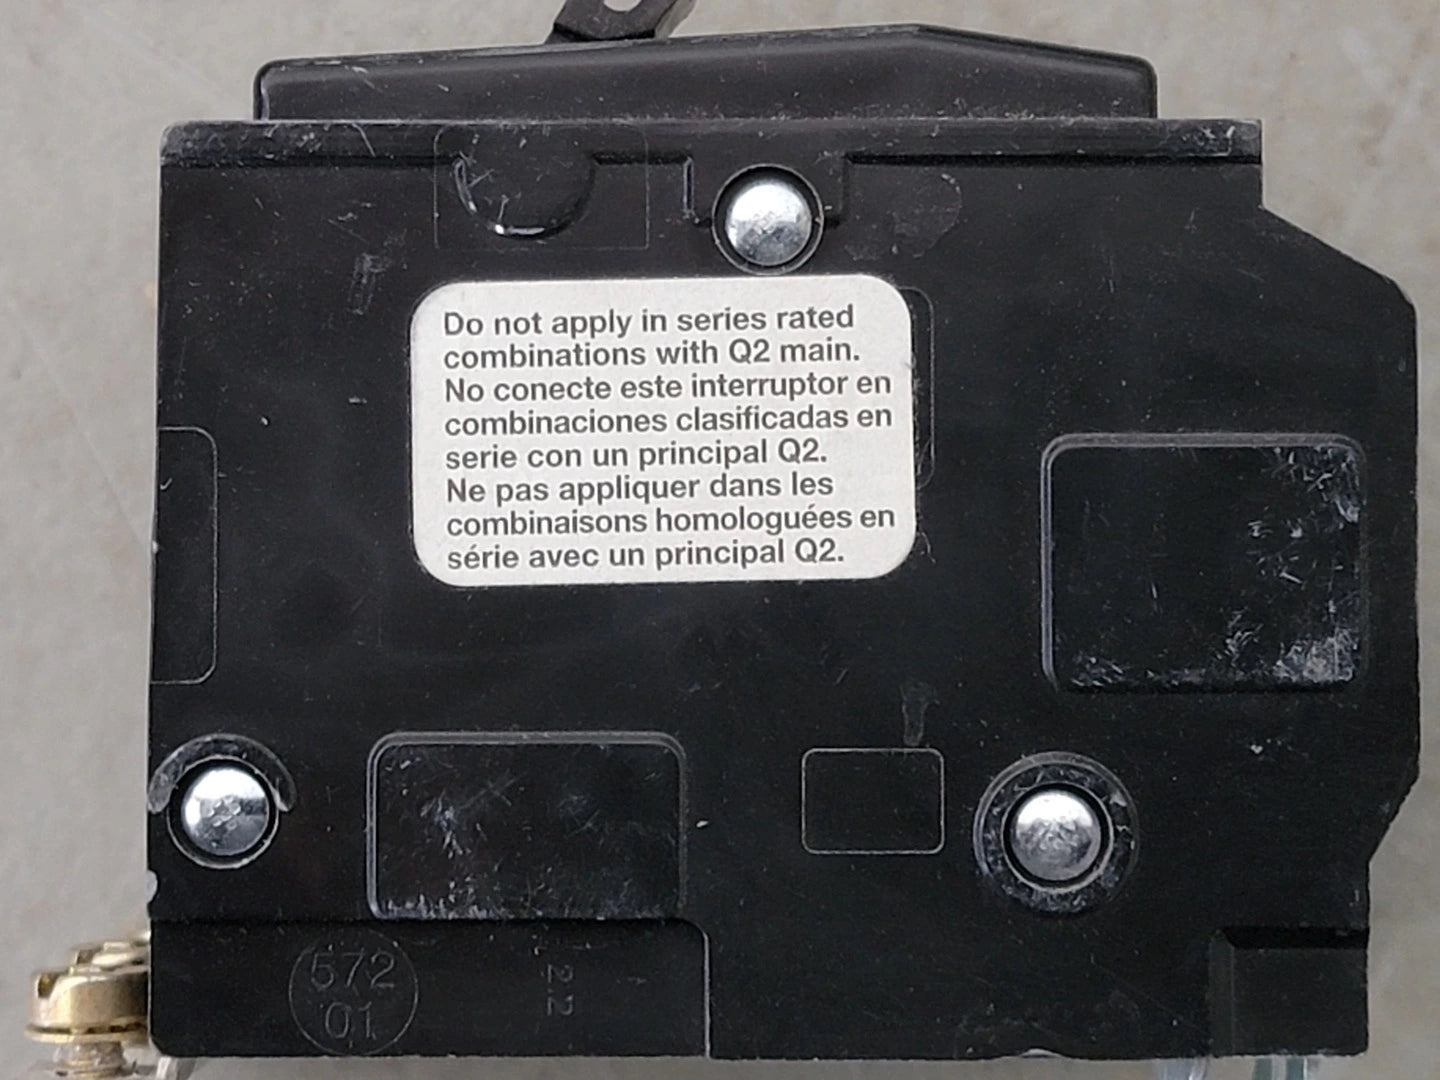 Do not apply in series rated
combinations with Q2 main.
No conecte este interruptor en
combinaciones clasificadas en
serie con un principal Q2.
Ne pas appliquer dans les
combinaisons homologuées en
série avec un principal Q2.
572
01
22